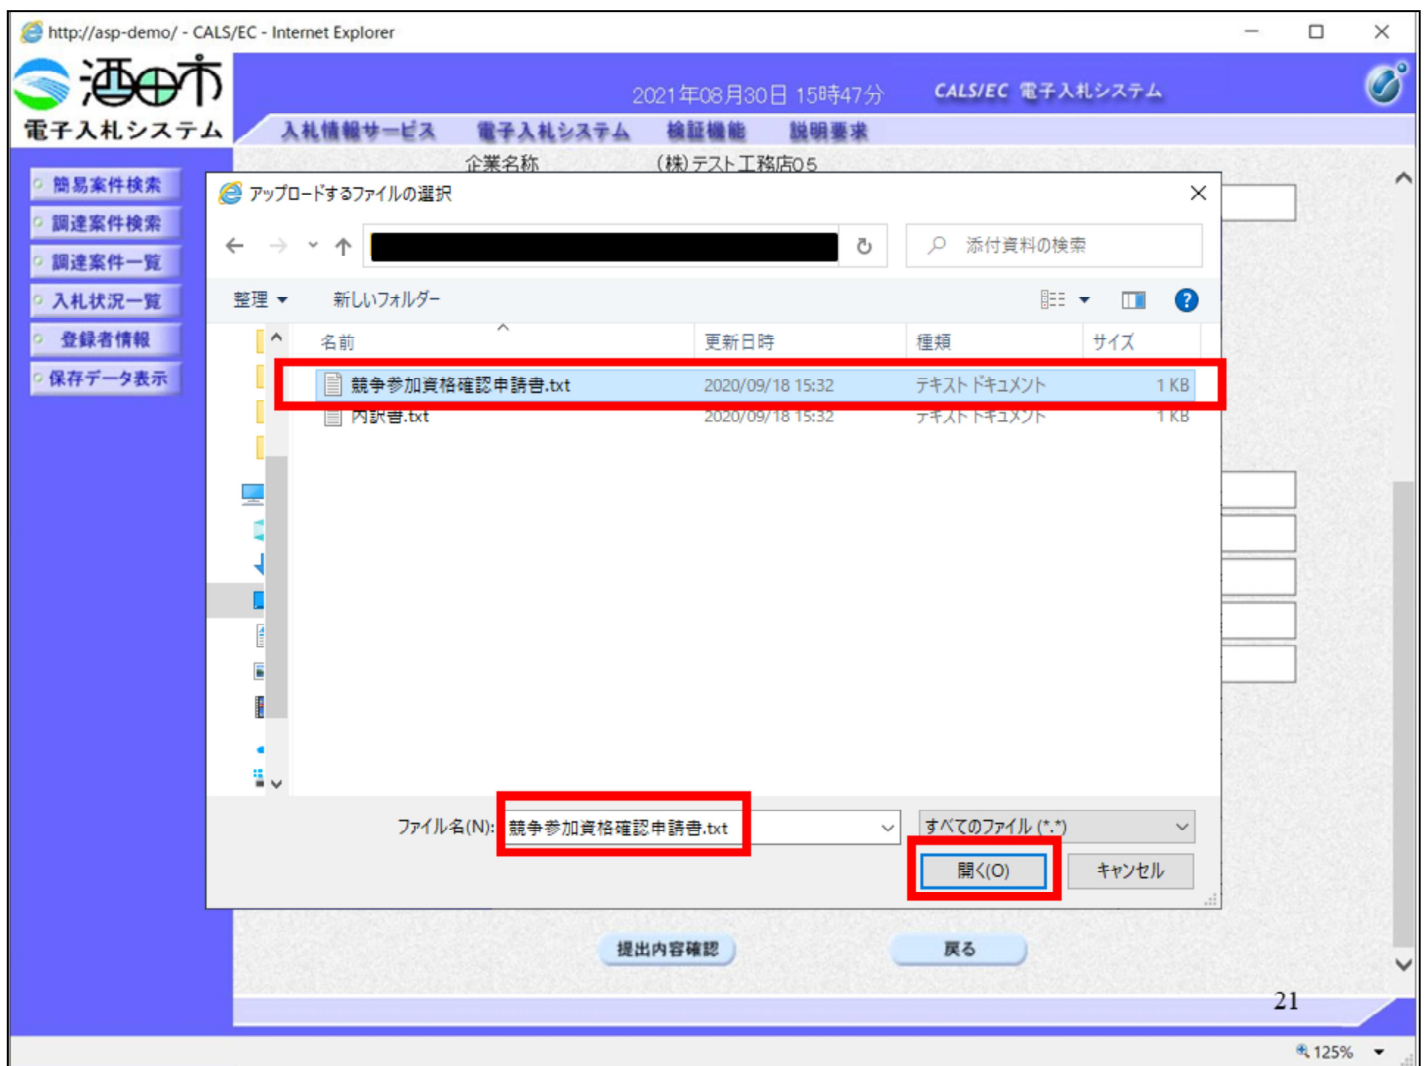 http://asp-demo/ - CALS/EC - Internet Explorer
酒田市
電子入札システム
2021年08月30日 15時47分
CALS/EC 電子入札システム
入札情報サービス 電子入札システム 検証機能 説明要求
簡易案件検索
調達案件検索
調達案件一覧
入札状況一覧
登録者情報
保存データ表示
企業名称 (株)テスト工務店05
アップロードするファイルの選択
添付資料の検索
整理 新しいフォルダー
名前 更新日時 種類 サイズ
競争参加資格確認申請書.txt 2020/09/18 15:32 テキスト ドキュメント 1 KB
内訳書.txt 2020/09/18 15:32 テキスト ドキュメント 1 KB
ファイル名(N): 競争参加資格確認申請書.txt すべてのファイル (*.*)
開く(O) キャンセル
提出内容確認 戻る
21
125%